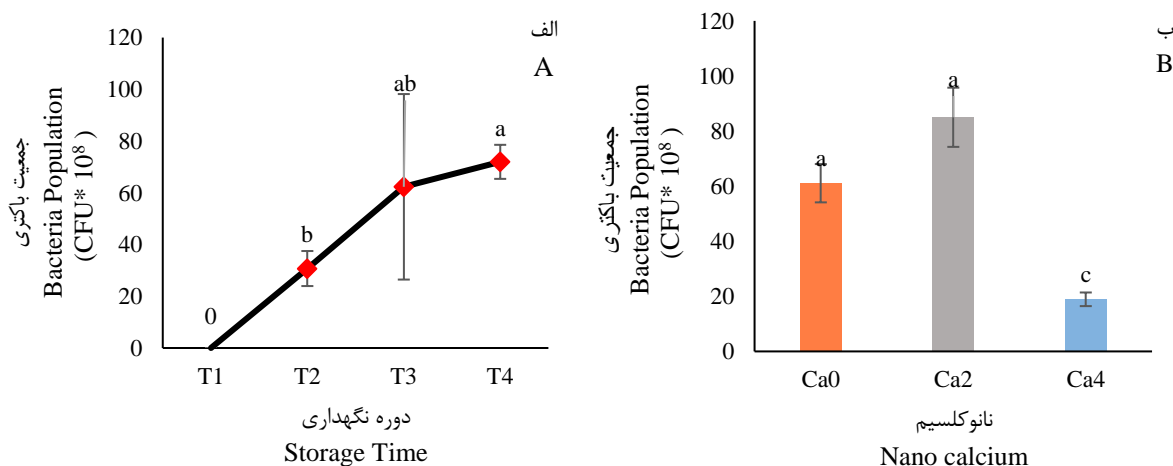 الف
A
جمعیت باکتری
Bacteria Population
(CFU* 10⁸ )
120
100
80
60
40
20
0
0
b
ab
a
T1 T2 T3 T4
دوره نگهداری
Storage Time
ب
B
جمعیت باکتری
Bacteria Population
(CFU* 10⁸ )
120
100
80
60
40
20
0
a
a
c
Ca0 Ca2 Ca4
نانوکلسیم
Nano calcium